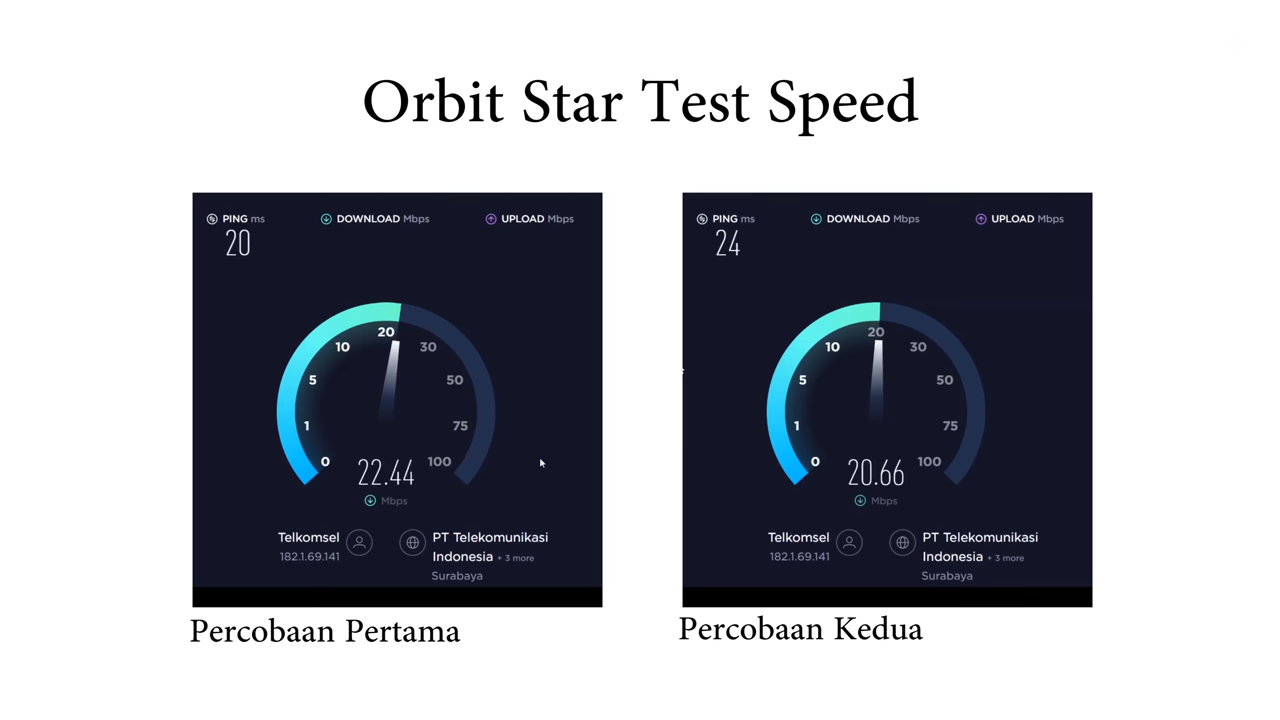 Orbit Star Test Speed
PING ms
DOWNLOAD Mbps
UPLOAD Mbps
20
0
1
5
10
20
30
50
75
100
22.44
Mbps
Telkomsel
182.1.69.141
PT Telekomunikasi
Indonesia + 3 more
Surabaya
Percobaan Pertama
PING ms
DOWNLOAD Mbps
UPLOAD Mbps
24
0
1
5
10
20
30
50
75
100
20.66
Mbps
Telkomsel
182.1.69.141
PT Telekomunikasi
Indonesia + 3 more
Surabaya
Percobaan Kedua